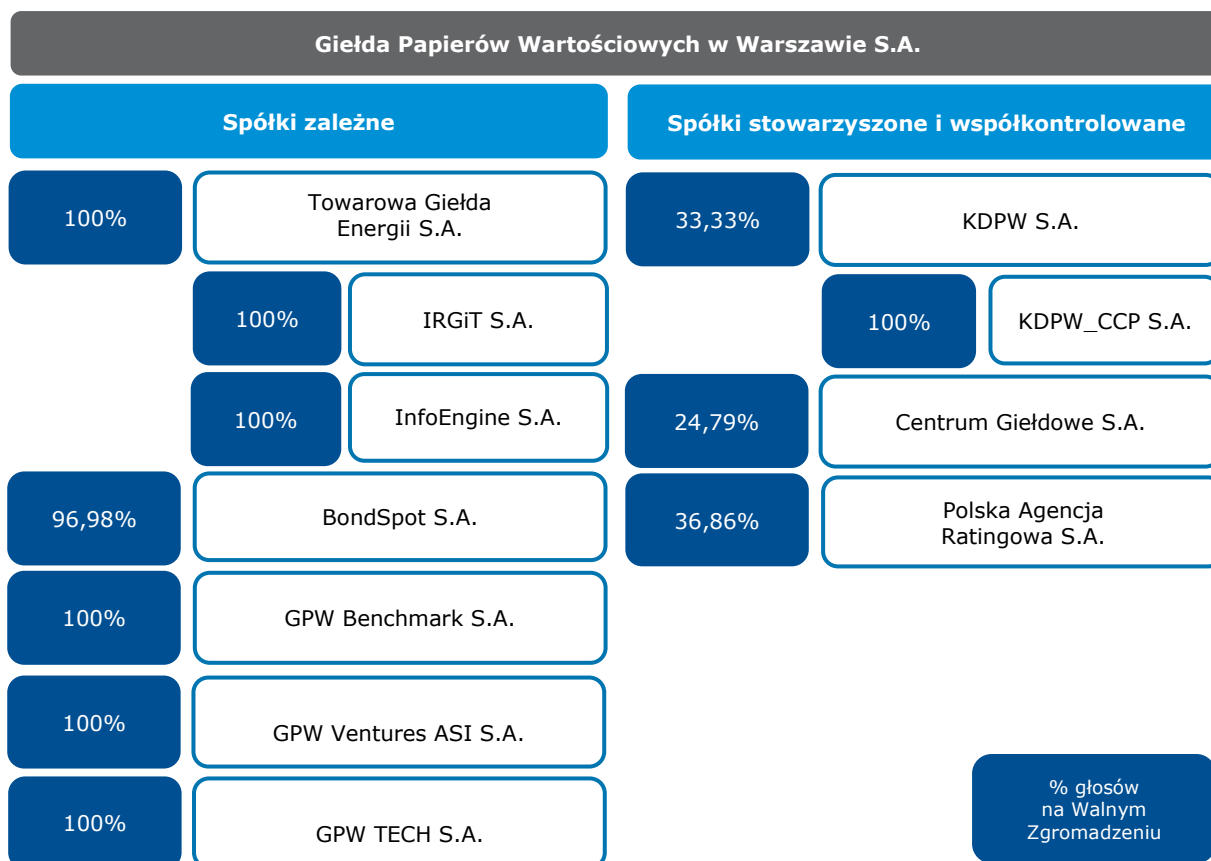 Giełda Papierów Wartościowych w Warszawie S.A.
Spółki zależne
100%
Towarowa Giełda
Energii S.A.
100%
IRGiT S.A.
100%
InfoEngine S.A.
96,98%
BondSpot S.A.
100%
GPW Benchmark S.A.
100%
GPW Ventures ASI S.A.
100%
GPW TECH S.A.
Spółki stowarzyszone i współkontrolowane
33,33%
KDPW S.A.
100%
KDPW_CCP S.A.
24,79%
Centrum Giełdowe S.A.
36,86%
Polska Agencja
Ratingowa S.A.
% głosów
na Walnym
Zgromadzeniu